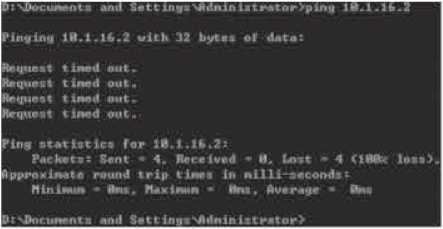 D:\Documents and Settings\Administrator>ping 10.1.16.2
Pinging 10.1.16.2 with 32 bytes of data:
Request timed out.
Request timed out.
Request timed out.
Request timed out.
Ping statistics for 10.1.16.2:
Packets: Sent = 4, Received = 0, Lost = 4 (100% loss),
Approximate round trip times in milli-seconds:
Minimum = 0ms, Maximum = 0ms, Average = 0ms
D:\Documents and Settings\Administrator>